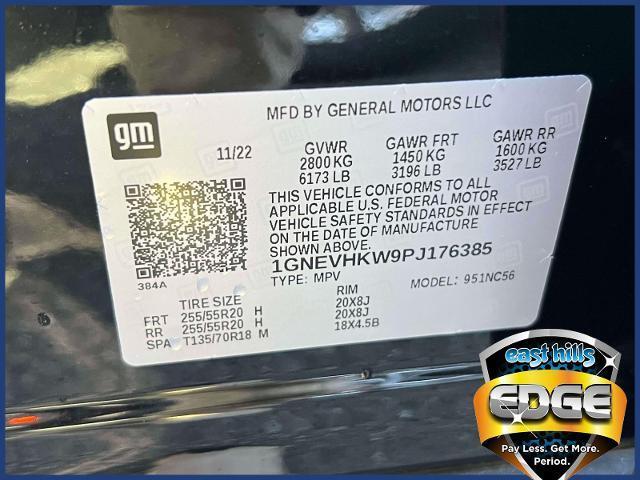 gm
MFD BY GENERAL MOTORS LLC
11/22
GVWR GAWR FRT GAWR RR
2800 KG 1450 KG 1600 KG
6173 LB 3196 LB 3527 LB
THIS VEHICLE CONFORMS TO ALL
APPLICABLE U.S. FEDERAL MOTOR
VEHICLE SAFETY STANDARDS IN EFFECT
ON THE DATE OF MANUFACTURE
SHOWN ABOVE.
384A
1GNEVHKW9PJ176385
TYPE: MPV MODEL: 951NC56
TIRE SIZE RIM
FRT 255/55R20 H 20X8J
RR 255/55R20 H 20X8J
SPA T135/70R18 M 18X4.5B
east hills
EDGE
Pay Less. Get More.
Period.